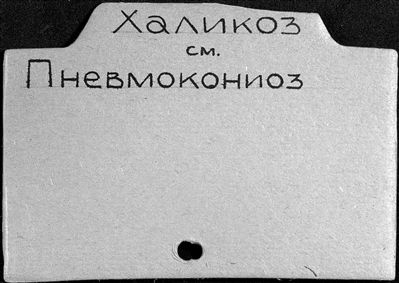 Халикоз
см.
Пневмокониоз